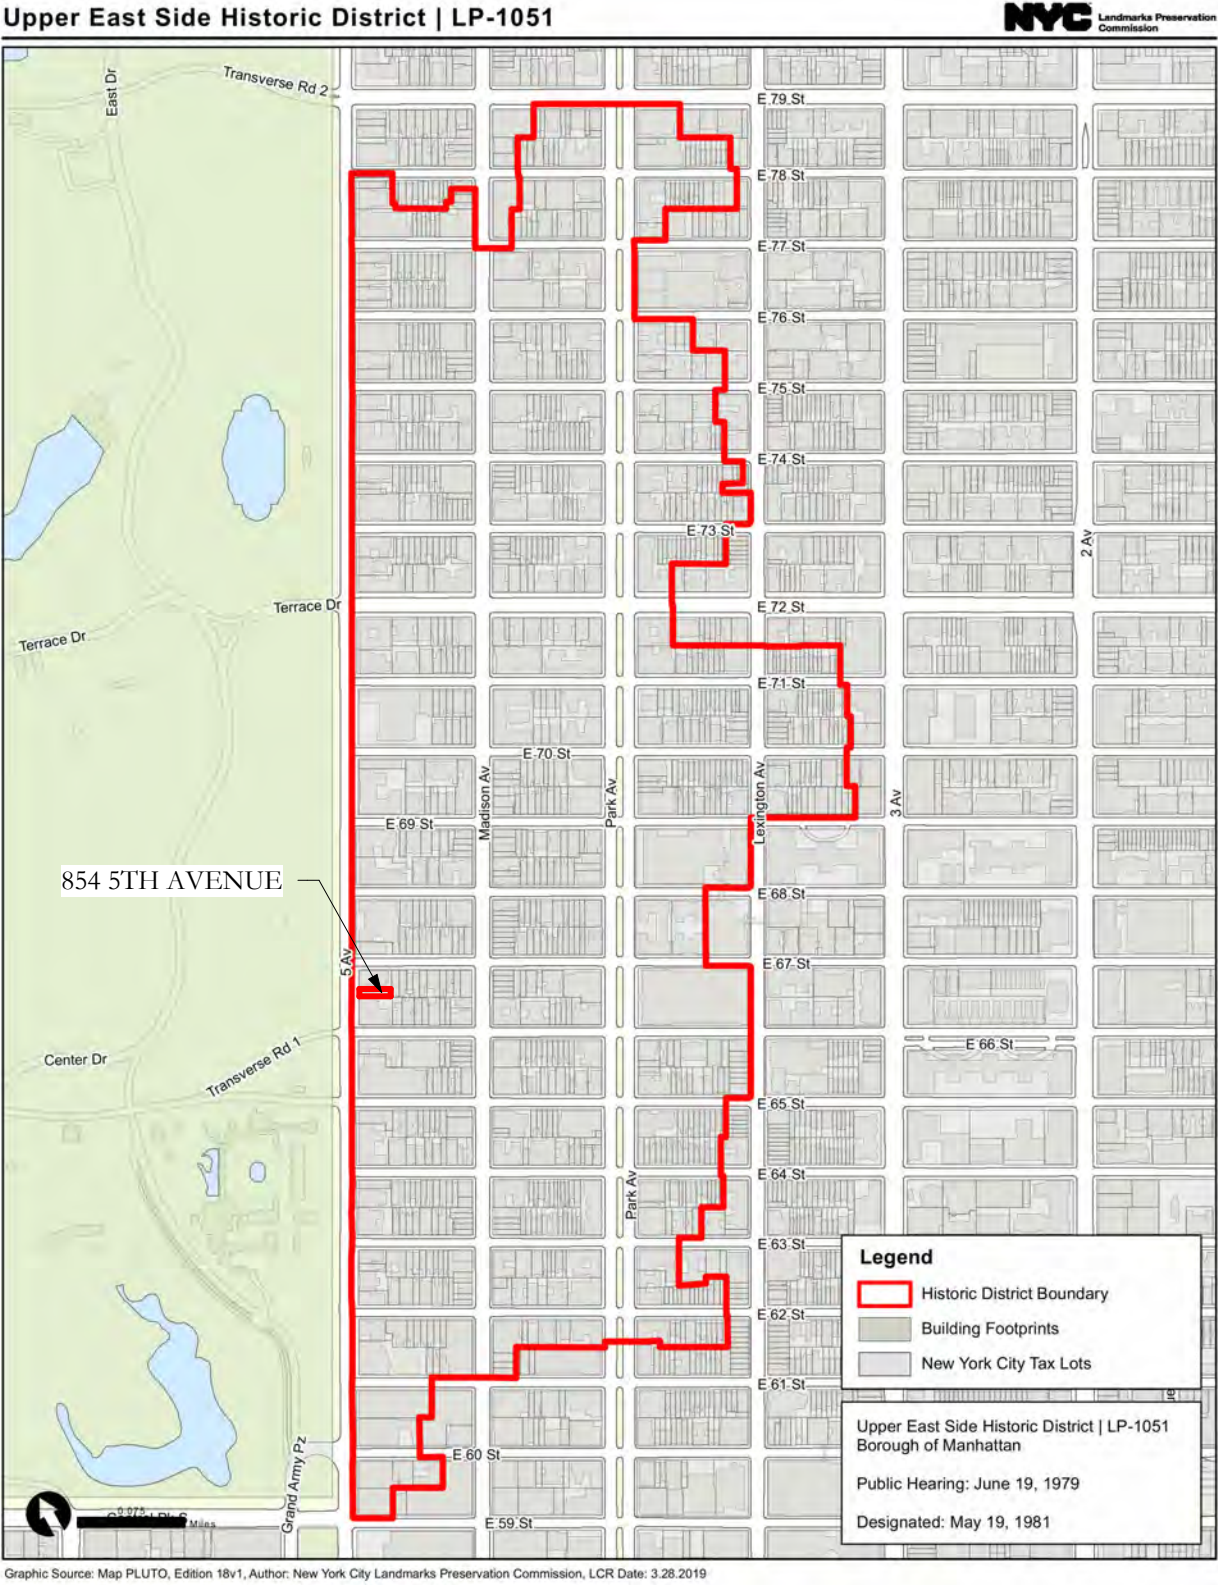 Upper East Side Historic District | LP-1051
NYC Landmarks Preservation
Commission
E 79 St
Transverse Rd 2
East Dr
E 78 St
E 77 St
E 76 St
E 75 St
E 74 St
E 73 St
2 Av
Terrace Dr
E 72 St
Terrace Dr
E 71 St
E 70 St
Madison Av
Park Av
Lexington Av
3 Av
E 69 St
854 5TH AVENUE
E 68 St
5 Av
E 67 St
E 66 St
Center Dr
Transverse Rd 1
E 65 St
E 64 St
Park Av
E 63 St
E 62 St
E 61 St
E 60 St
Grand Army Pz
E 59 St
0.075
Miles
Legend
Historic District Boundary
Building Footprints
New York City Tax Lots
Upper East Side Historic District | LP-1051
Borough of Manhattan
Public Hearing: June 19, 1979
Designated: May 19, 1981
Graphic Source: Map PLUTO, Edition 18v1, Author: New York City Landmarks Preservation Commission, LCR Date: 3.28.2019